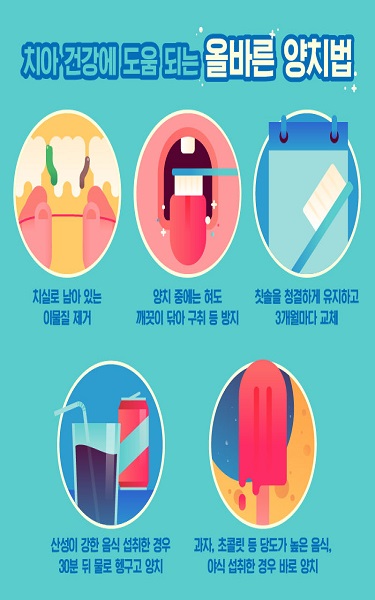 치아 건강에 도움 되는 올바른 양치법
치실로 남아 있는
이물질 제거
양치 중에는 혀도
깨끗이 닦아 구취 등 방지
칫솔을 청결하게 유지하고
3개월마다 교체
산성이 강한 음식 섭취한 경우
30분 뒤 물로 헹구고 양치
과자, 초콜릿 등 당도가 높은 음식,
야식 섭취한 경우 바로 양치